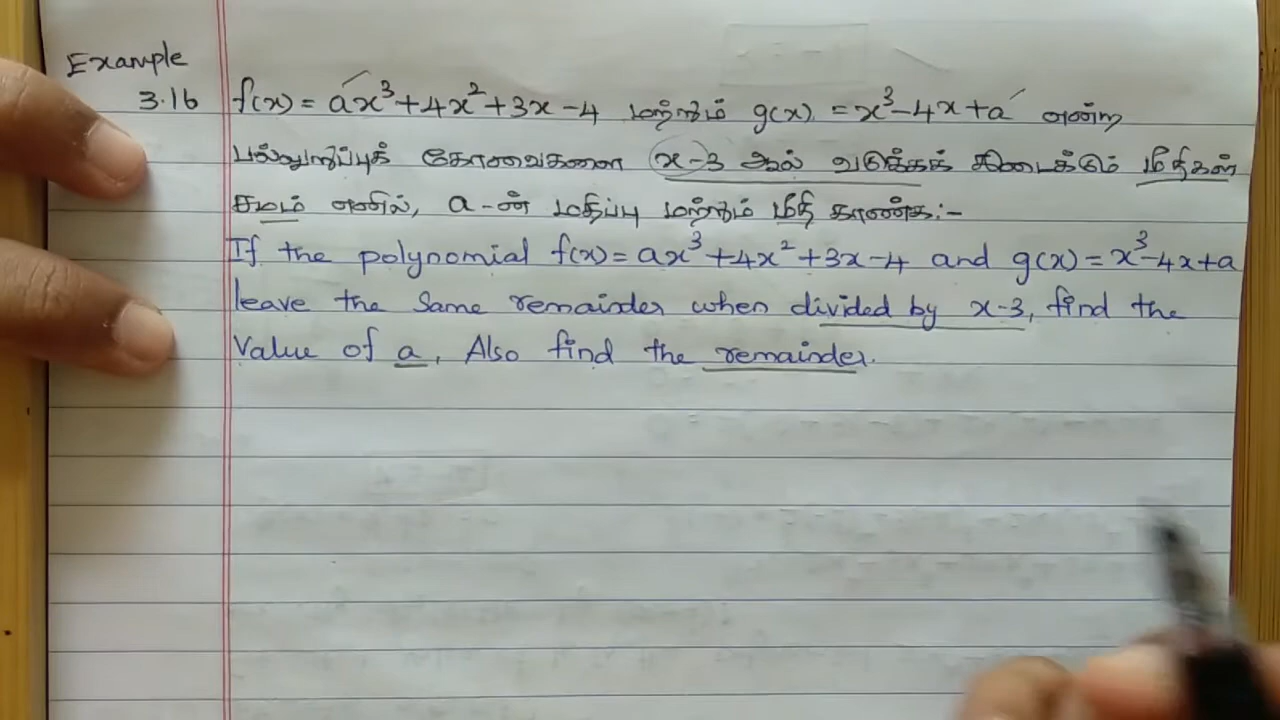 Example
3.16 f(x) = ax³+4x²+3x-4 மற்றும் g(x) = x³-4x+a என்ற
பல்லுறுப்புக் கோவைகளை x-3 ஆல் வகுக்கக் கிடைக்கும் மீதிகள்
சமம் எனில், a-ன் மதிப்பு மற்றும் மீதி காண்க:-
If the polynomial f(x)= ax³+4x²+3x-4 and g(x)= x³-4x+a
leave the same remainder when divided by x-3, find the
Value of a, Also find the remainder.